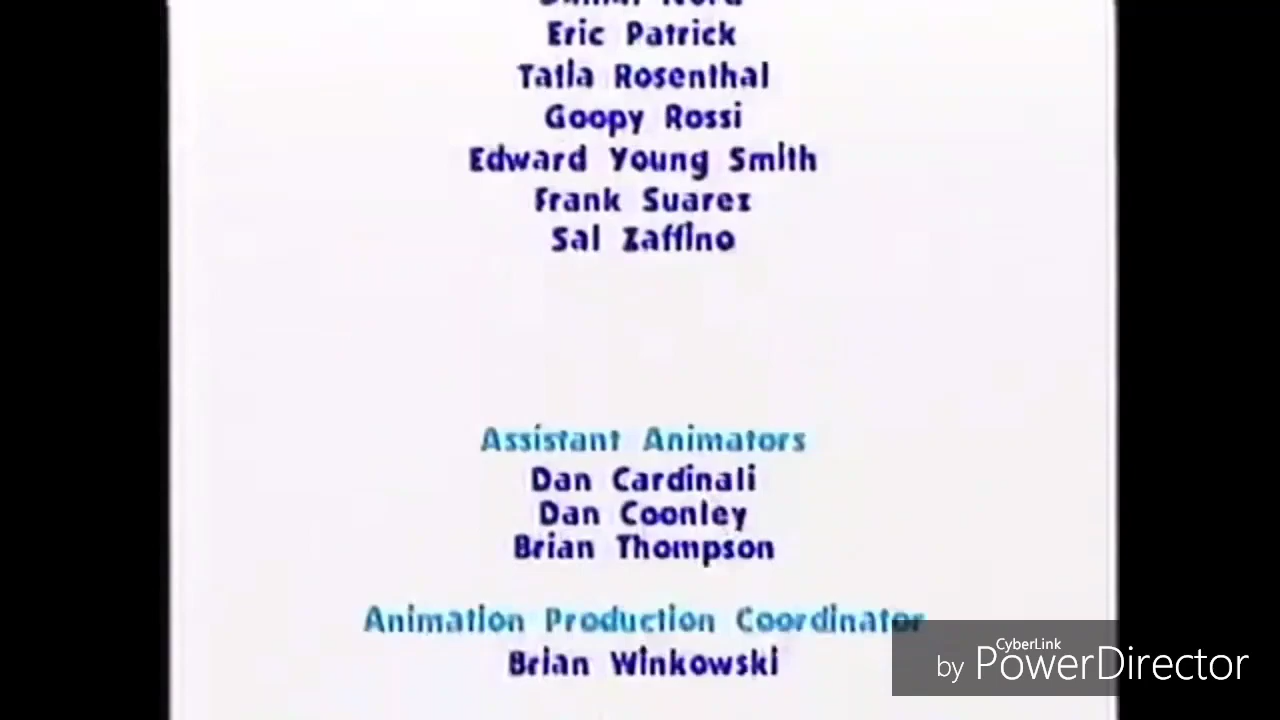 Eric Patrick
Tatia Rosenthal
Goopy Rossi
Edward Young Smith
Frank Suarez
Sal Zaffino
Assistant Animators
Dan Cardinali
Dan Coonley
Brian Thompson
Animation Production Coordinator
Brian Winkowski
CyberLink
by PowerDirector